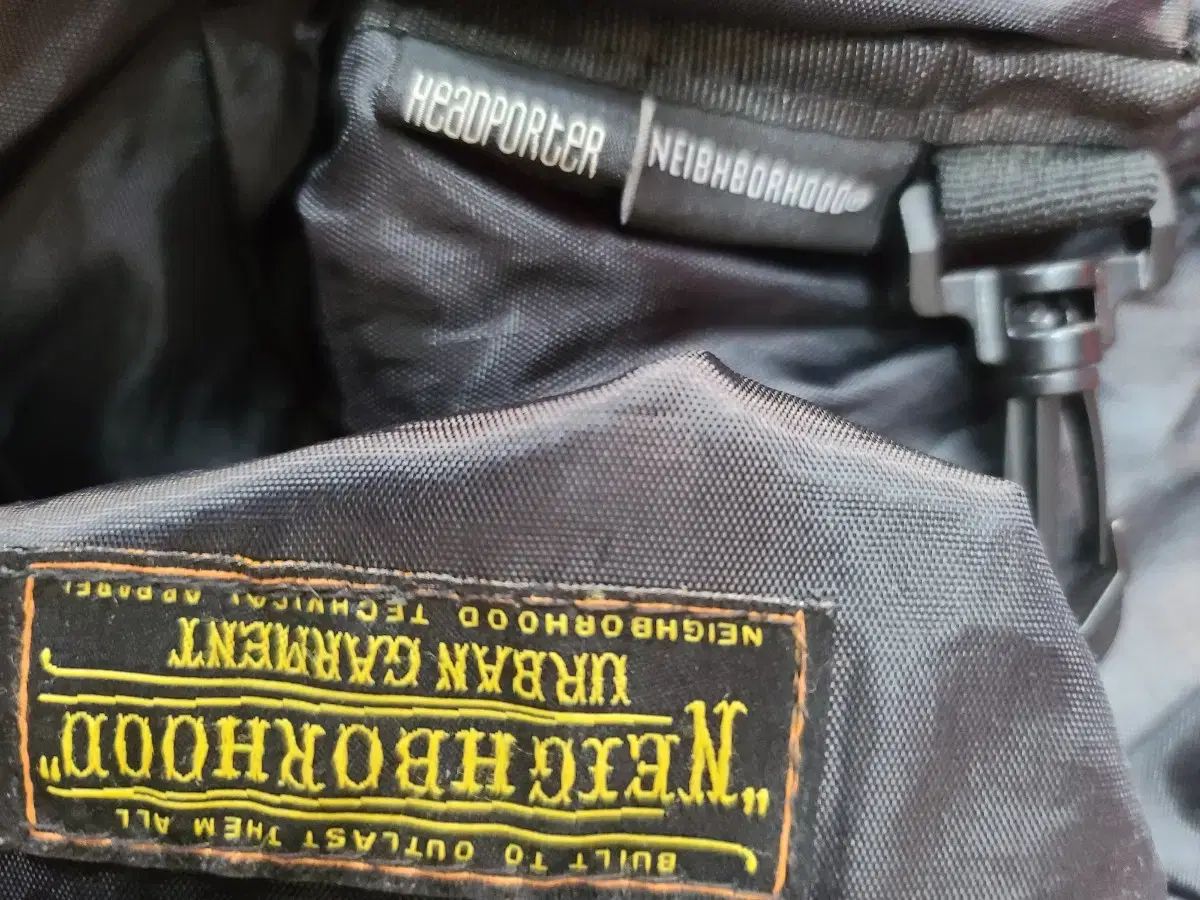 HEADPORTER
NEIGHBORHOOD®
BUILT TO OUTLAST THEM ALL
"NEIGHBORHOOD"
URBAN GARMENT
NEIGHBORHOOD TECHNICAL APPAREL